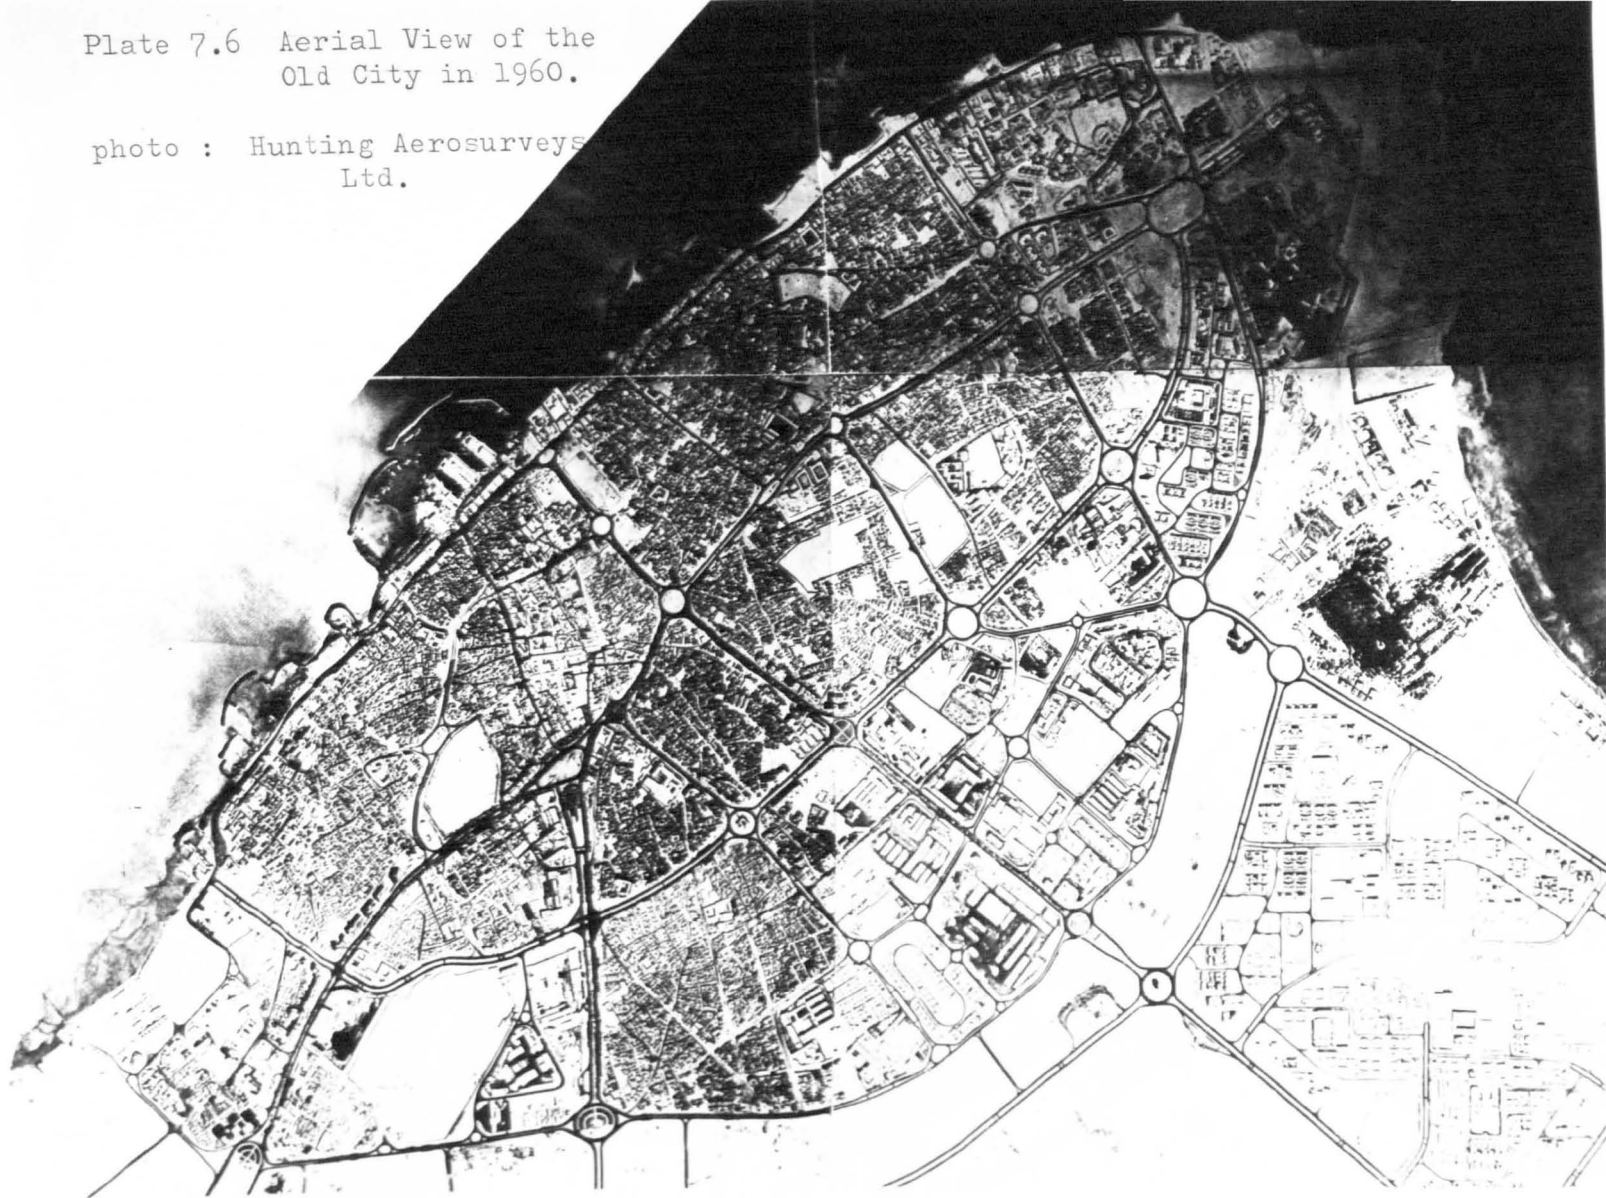 Plate 7.6 Aerial View of the
Old City in 1960.
photo : Hunting Aerosurveys
Ltd.